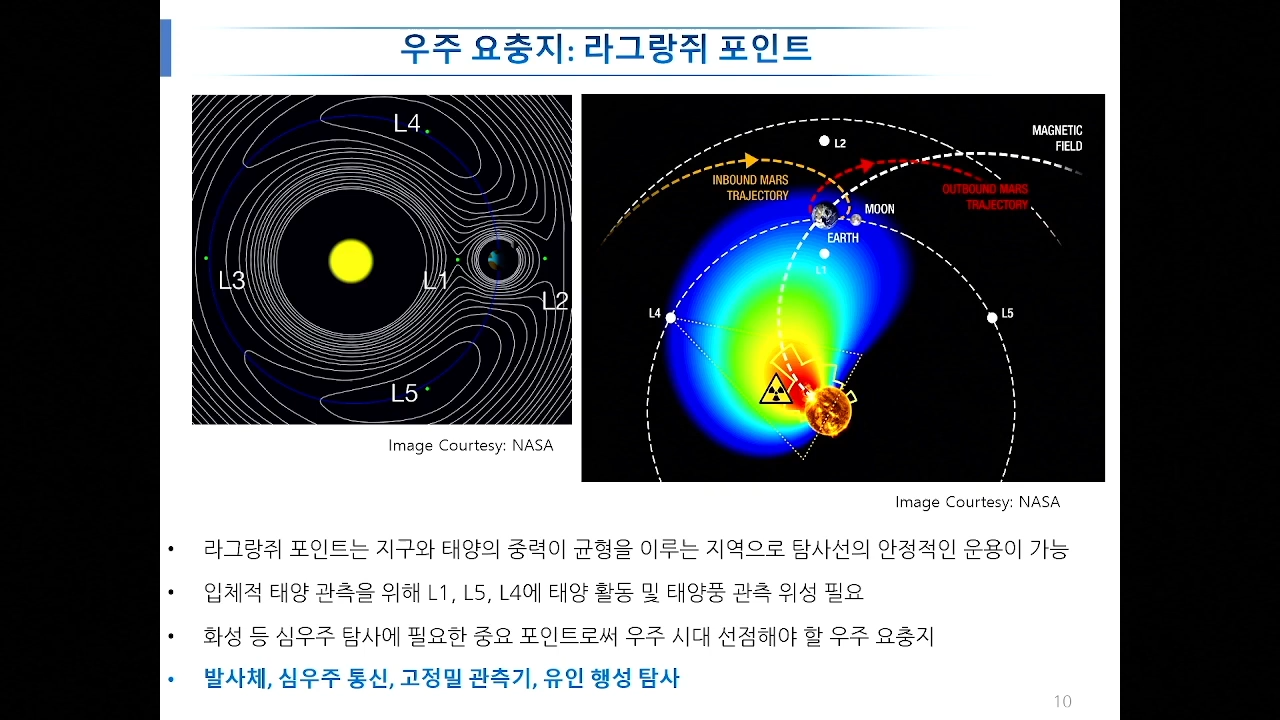 우주 요충지: 라그랑쥐 포인트
L4
L3
L1
L2
L5
Image Courtesy: NASA
MAGNETIC
FIELD
L2
INBOUND MARS
TRAJECTORY
OUTBOUND MARS
TRAJECTORY
MOON
EARTH
L1
L4
L5
Image Courtesy: NASA
• 라그랑쥐 포인트는 지구와 태양의 중력이 균형을 이루는 지역으로 탐사선의 안정적인 운용이 가능
• 입체적 태양 관측을 위해 L1, L5, L4에 태양 활동 및 태양풍 관측 위성 필요
• 화성 등 심우주 탐사에 필요한 중요 포인트로써 우주 시대 선점해야 할 우주 요충지
• 발사체, 심우주 통신, 고정밀 관측기, 유인 행성 탐사
10